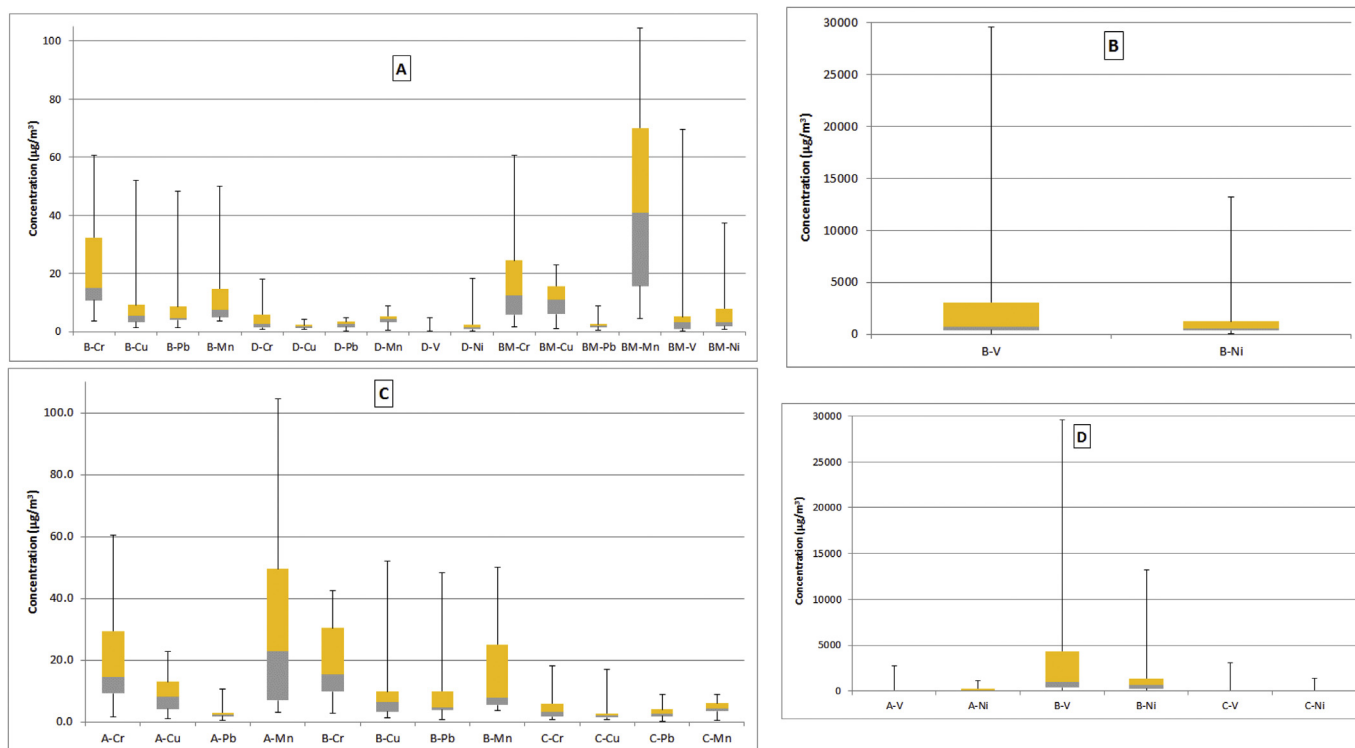 A
Concentration (µg/m³)
100
80
60
40
20
0
B-Cr B-Cu B-Pb B-Mn D-Cr D-Cu D-Pb D-Mn D-V D-Ni BM-Cr BM-Cu BM-Pb BM-Mn BM-V BM-Ni
B
Concentration (µg/m³)
30000
25000
20000
15000
10000
5000
0
B-V B-Ni
C
Concentration (µg/m³)
100.0
80.0
60.0
40.0
20.0
0.0
A-Cr A-Cu A-Pb A-Mn B-Cr B-Cu B-Pb B-Mn C-Cr C-Cu C-Pb C-Mn
D
Concentration (µg/m³)
30000
25000
20000
15000
10000
5000
0
A-V A-Ni B-V B-Ni C-V C-Ni